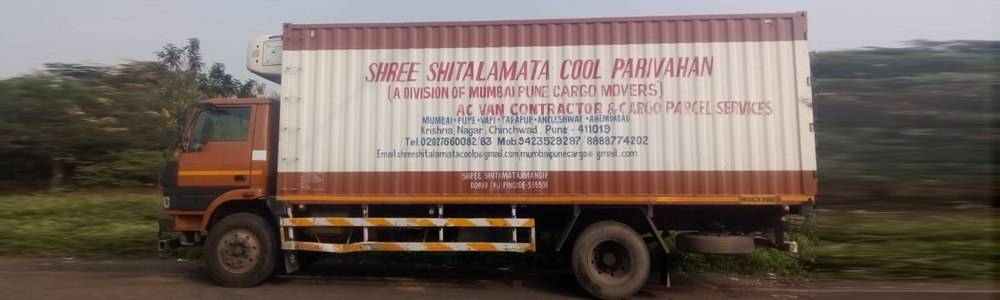 SHREE SHITALAMATA COOL PARIVAHAN
(A DIVISION OF MUMBAI PUNE CARGO MOVERS)
AC VAN CONTRACTOR & CARGO PARCEL SERVICES
MUMBAI • PUNE • VAPI • TARAPUR • ANKLESHWAR • AHEMDABAD
Krishna Nagar, Chinchwad, Pune - 411019
Tel. 02027660082/83 Mob. 9423529297/8888774202
Email:shreeshitalamatacoolp@gmail.com/mumbaipunecargo@gmail.com
SHREE SHITAMATAJI MANDIR